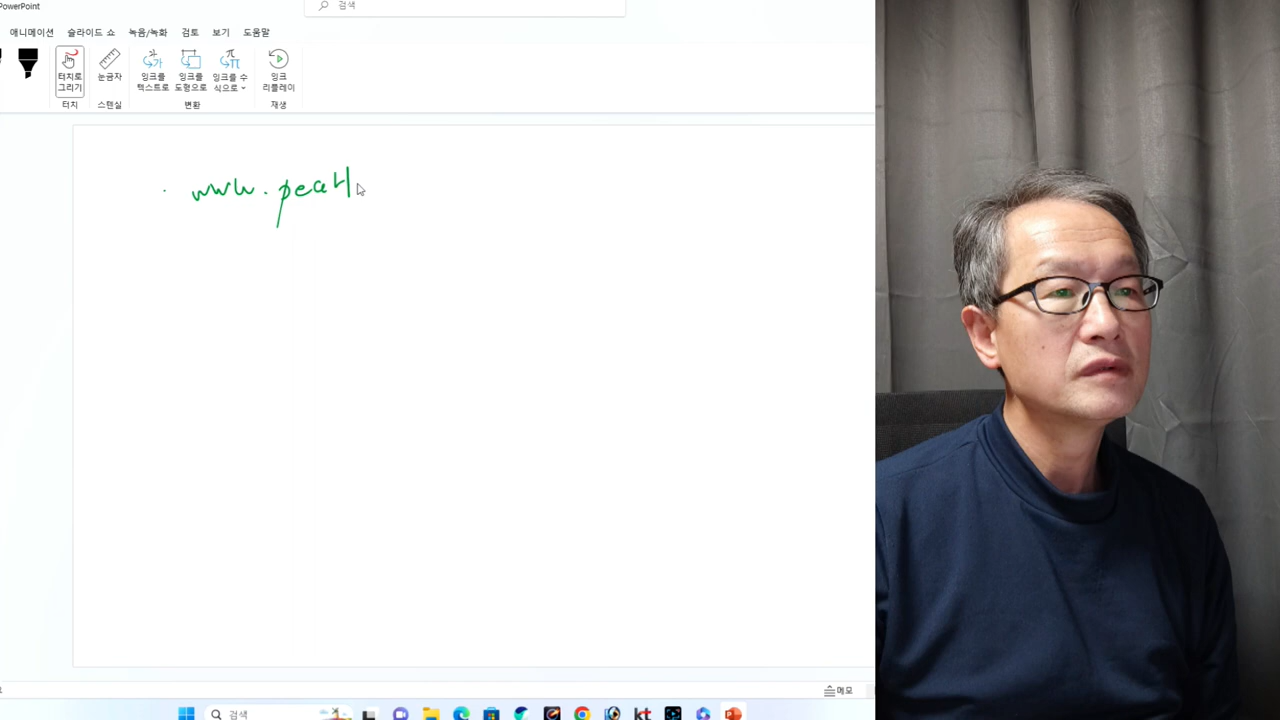 PowerPoint
검색
애니메이션 슬라이드 쇼 녹음/녹화 검토 보기 도움말
터치로 그리기 눈금자 잉크를 텍스트로 잉크를 도형으로 잉크를 수식으로 잉크 리플레이
터치 스텐실 변환 재생
www.pearl
메모
검색 kt